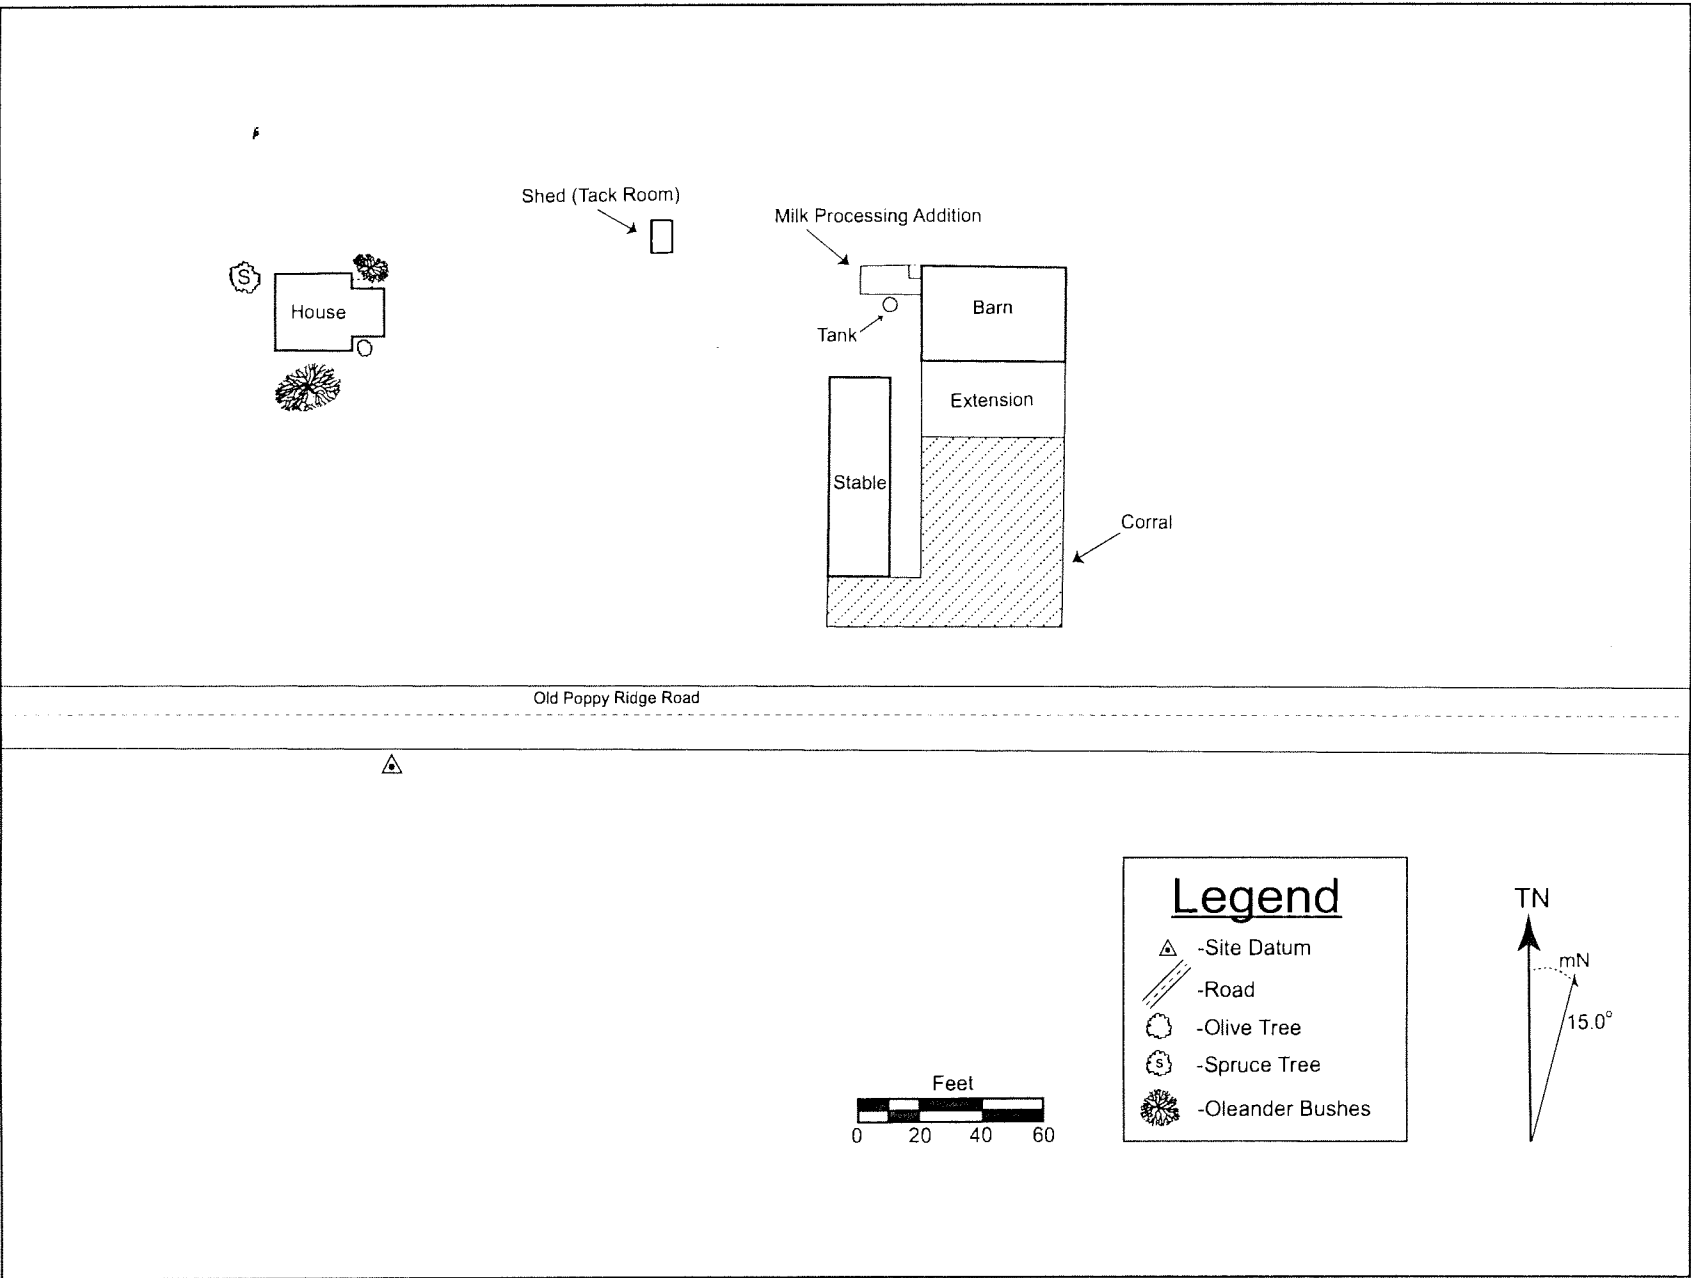 Shed (Tack Room)
Milk Processing Addition
S
House
Barn
Tank
Extension
Stable
Corral
Old Poppy Ridge Road
Legend
-Site Datum
-Road
-Olive Tree
S -Spruce Tree
-Oleander Bushes
TN
mN
15.0°
Feet
0 20 40 60